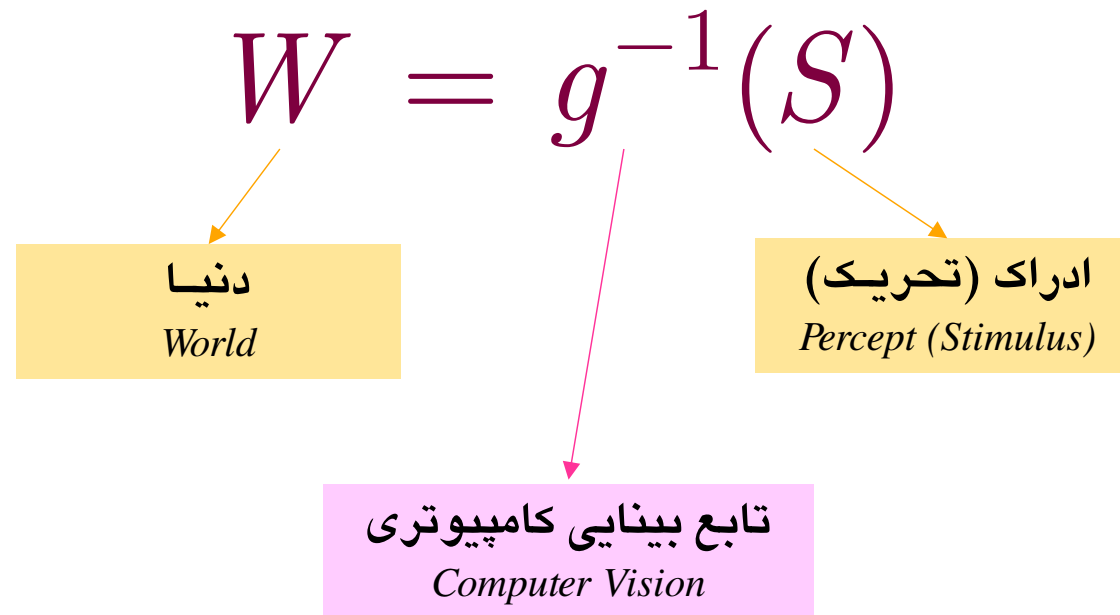 W = g⁻¹(S)
دنیا
World
ادراک (تحریک)
Percept (Stimulus)
تابع بینایی کامپیوتری
Computer Vision